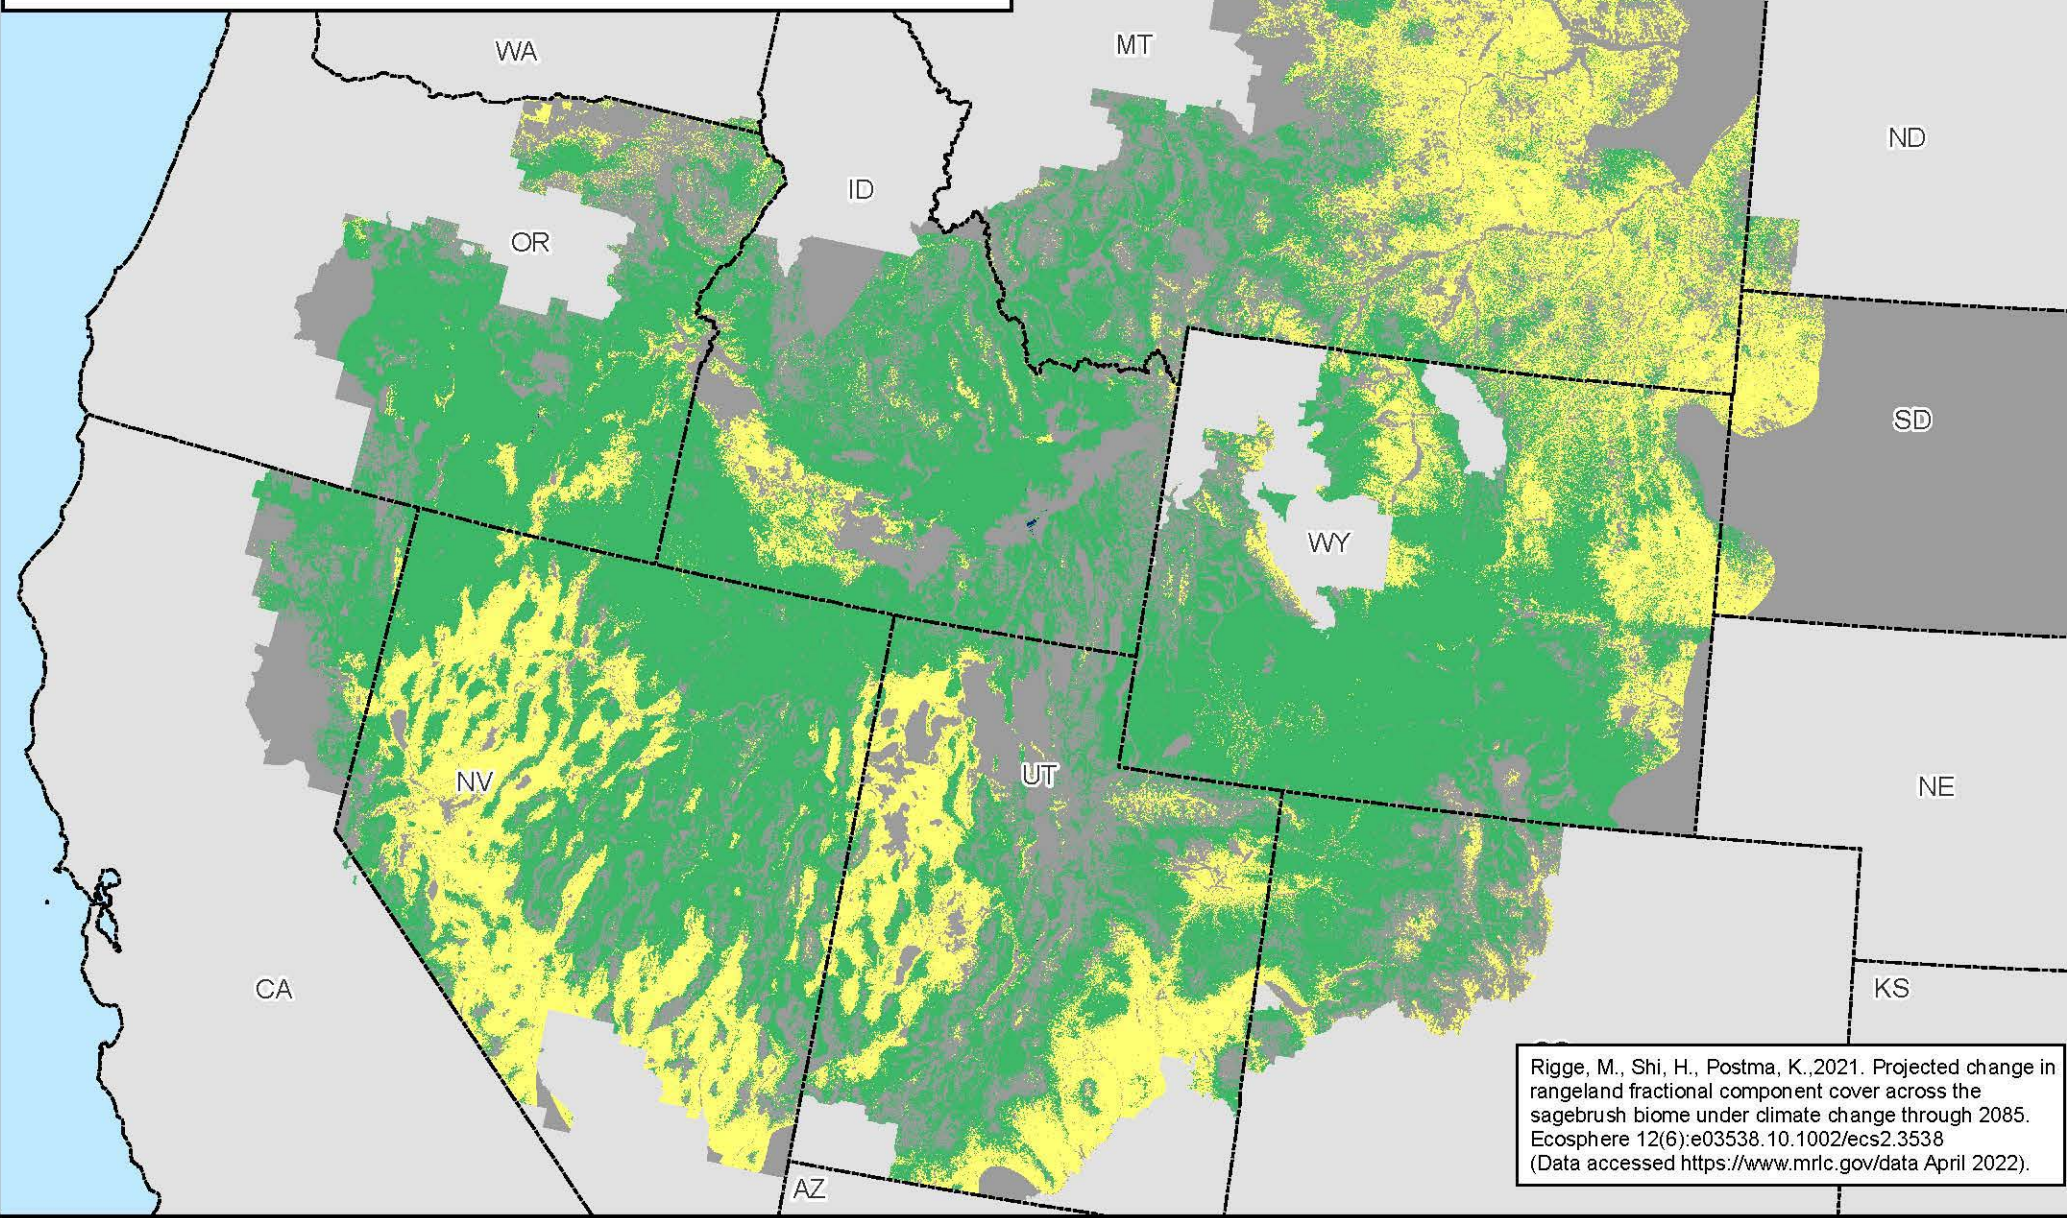 WA
MT
ND
ID
OR
SD
WY
NV
UT
NE
CA
KS
AZ
Rigge, M., Shi, H., Postma, K.,2021. Projected change in
rangeland fractional component cover across the
sagebrush biome under climate change through 2085.
Ecosphere 12(6):e03538.10.1002/ecs2.3538
(Data accessed https://www.mrlc.gov/data April 2022).